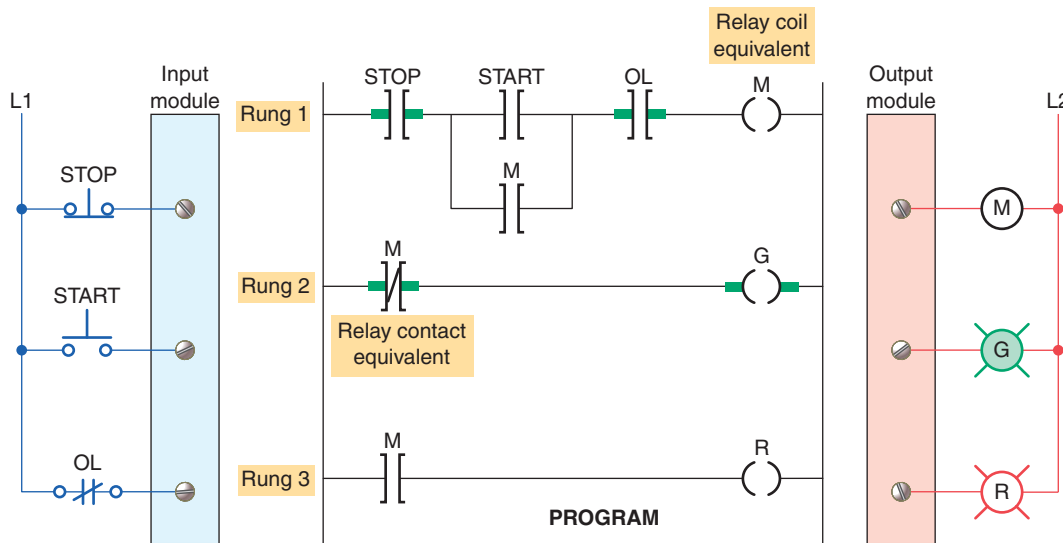 Relay coil
equivalent
L1
Input
module
Rung 1
STOP
START
OL
M
Output
module
L2
STOP
M
M
Rung 2
M
G
START
Relay contact
equivalent
G
OL
Rung 3
M
R
R
PROGRAM